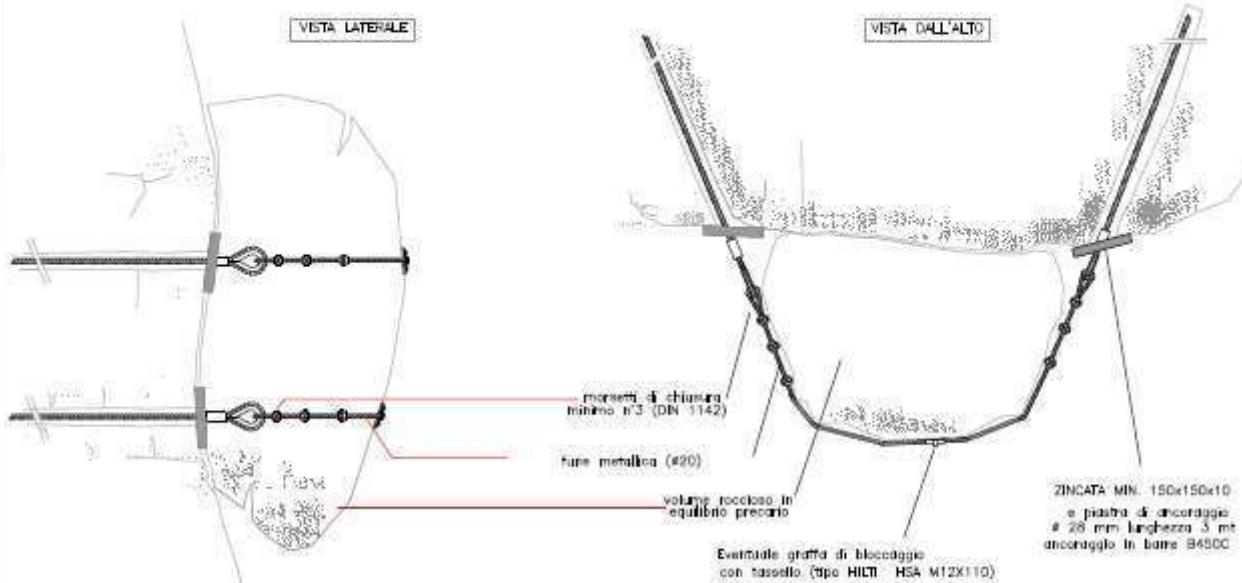 VISTA LATERALE
VISTA DALL'ALTO
morsetti di chiusura
minimo n°3 (DIN 1142)
fune metallica (ø20)
volume roccioso in
equilibrio precario
Eventuale graffa di bloccaggio
con tassello (tipo HILTI HSA M12X110)
ZINCATA MIN. 150x150x10
e piastra di ancoraggio
ø 28 mm lunghezza 3 mt
ancoraggio in barre B450C